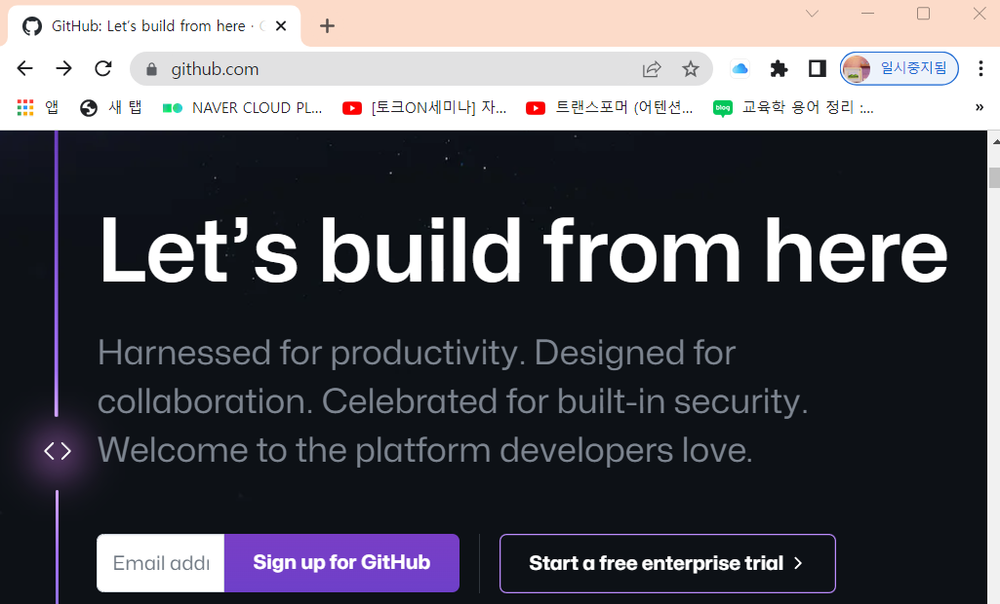 GitHub: Let's build from here ·
github.com
일시중지됨
앱
새 탭
NAVER CLOUD PL...
[토크ON세미나] 자...
트랜스포머 (어텐션...
blog
교육학 용어 정리 :...
»
Let’s build from here
Harnessed for productivity. Designed for
collaboration. Celebrated for built-in security.
Welcome to the platform developers love.
Email addr
Sign up for GitHub
Start a free enterprise trial